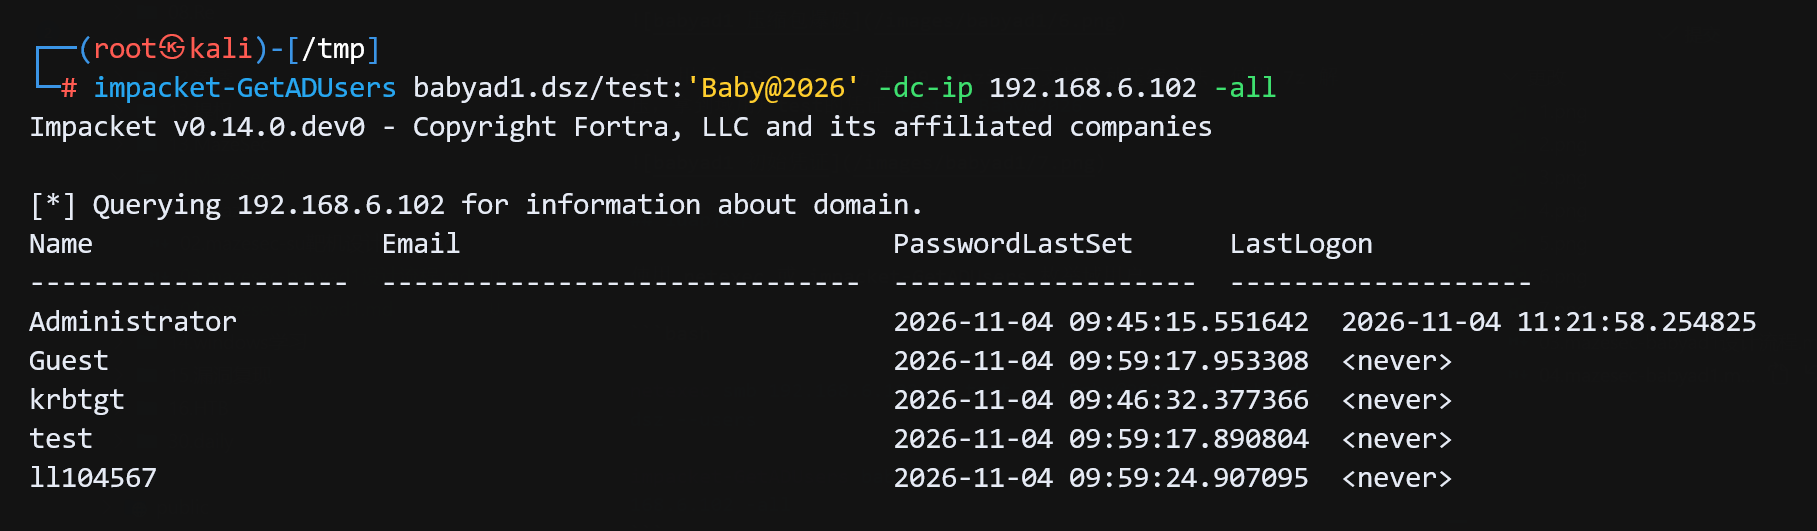 ┌──(root㉿kali)-[/tmp]
└─# impacket-GetADUsers babyad1.dsz/test:'Baby@2026' -dc-ip 192.168.6.102 -all
Impacket v0.14.0.dev0 - Copyright Fortra, LLC and its affiliated companies

[*] Querying 192.168.6.102 for information about domain.
Name                  Email                           PasswordLastSet      LastLogon
--------------------  ------------------------------  -------------------  -------------------
Administrator                                         2026-11-04 09:45:15.551642  2026-11-04 11:21:58.254825
Guest                                                 2026-11-04 09:59:17.953308  <never>
krbtgt                                                2026-11-04 09:46:32.377366  <never>
test                                                  2026-11-04 09:59:17.890804  <never>
ll104567                                              2026-11-04 09:59:24.907095  <never>